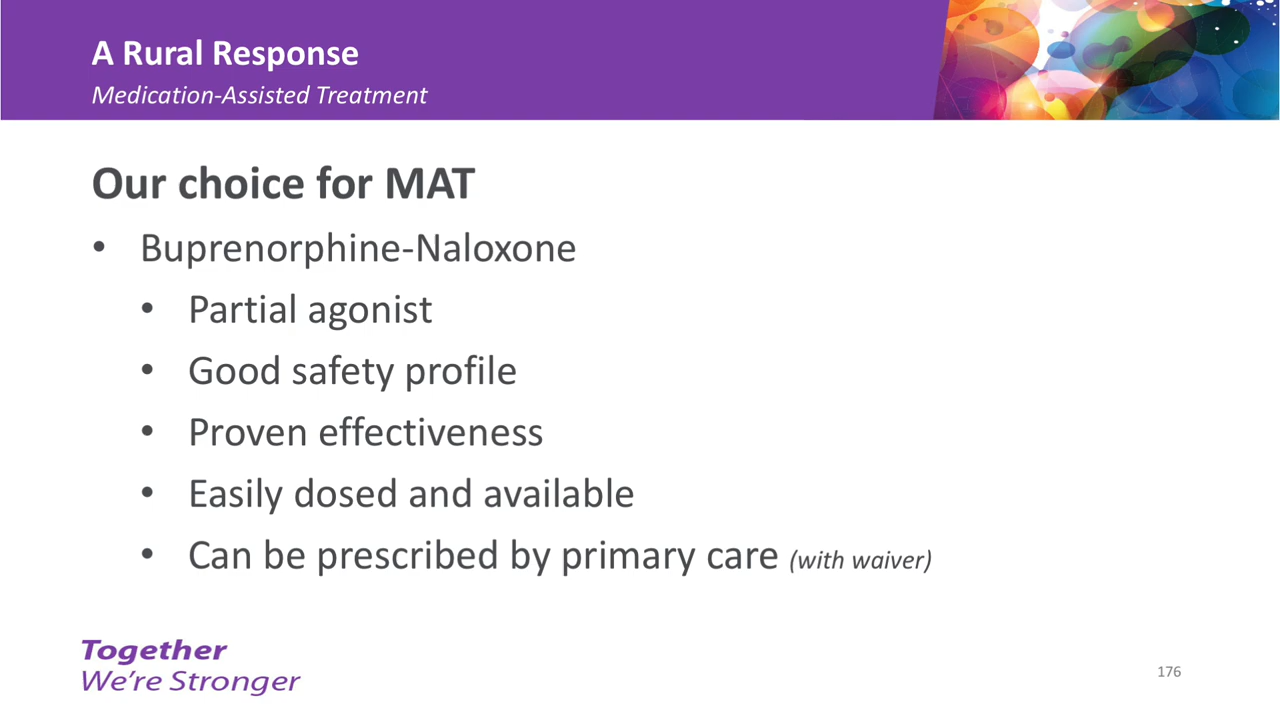 A Rural Response
Medication-Assisted Treatment
Our choice for MAT
• Buprenorphine-Naloxone
• Partial agonist
• Good safety profile
• Proven effectiveness
• Easily dosed and available
• Can be prescribed by primary care (with waiver)
Together
We're Stronger
176